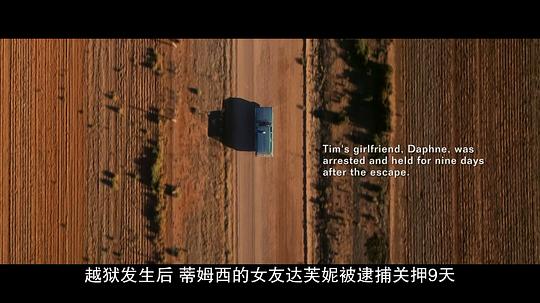 Tim's girlfriend, Daphne, was
arrested and held for nine days
after the escape.
越狱发生后 蒂姆西的女友达芙妮被逮捕关押9天